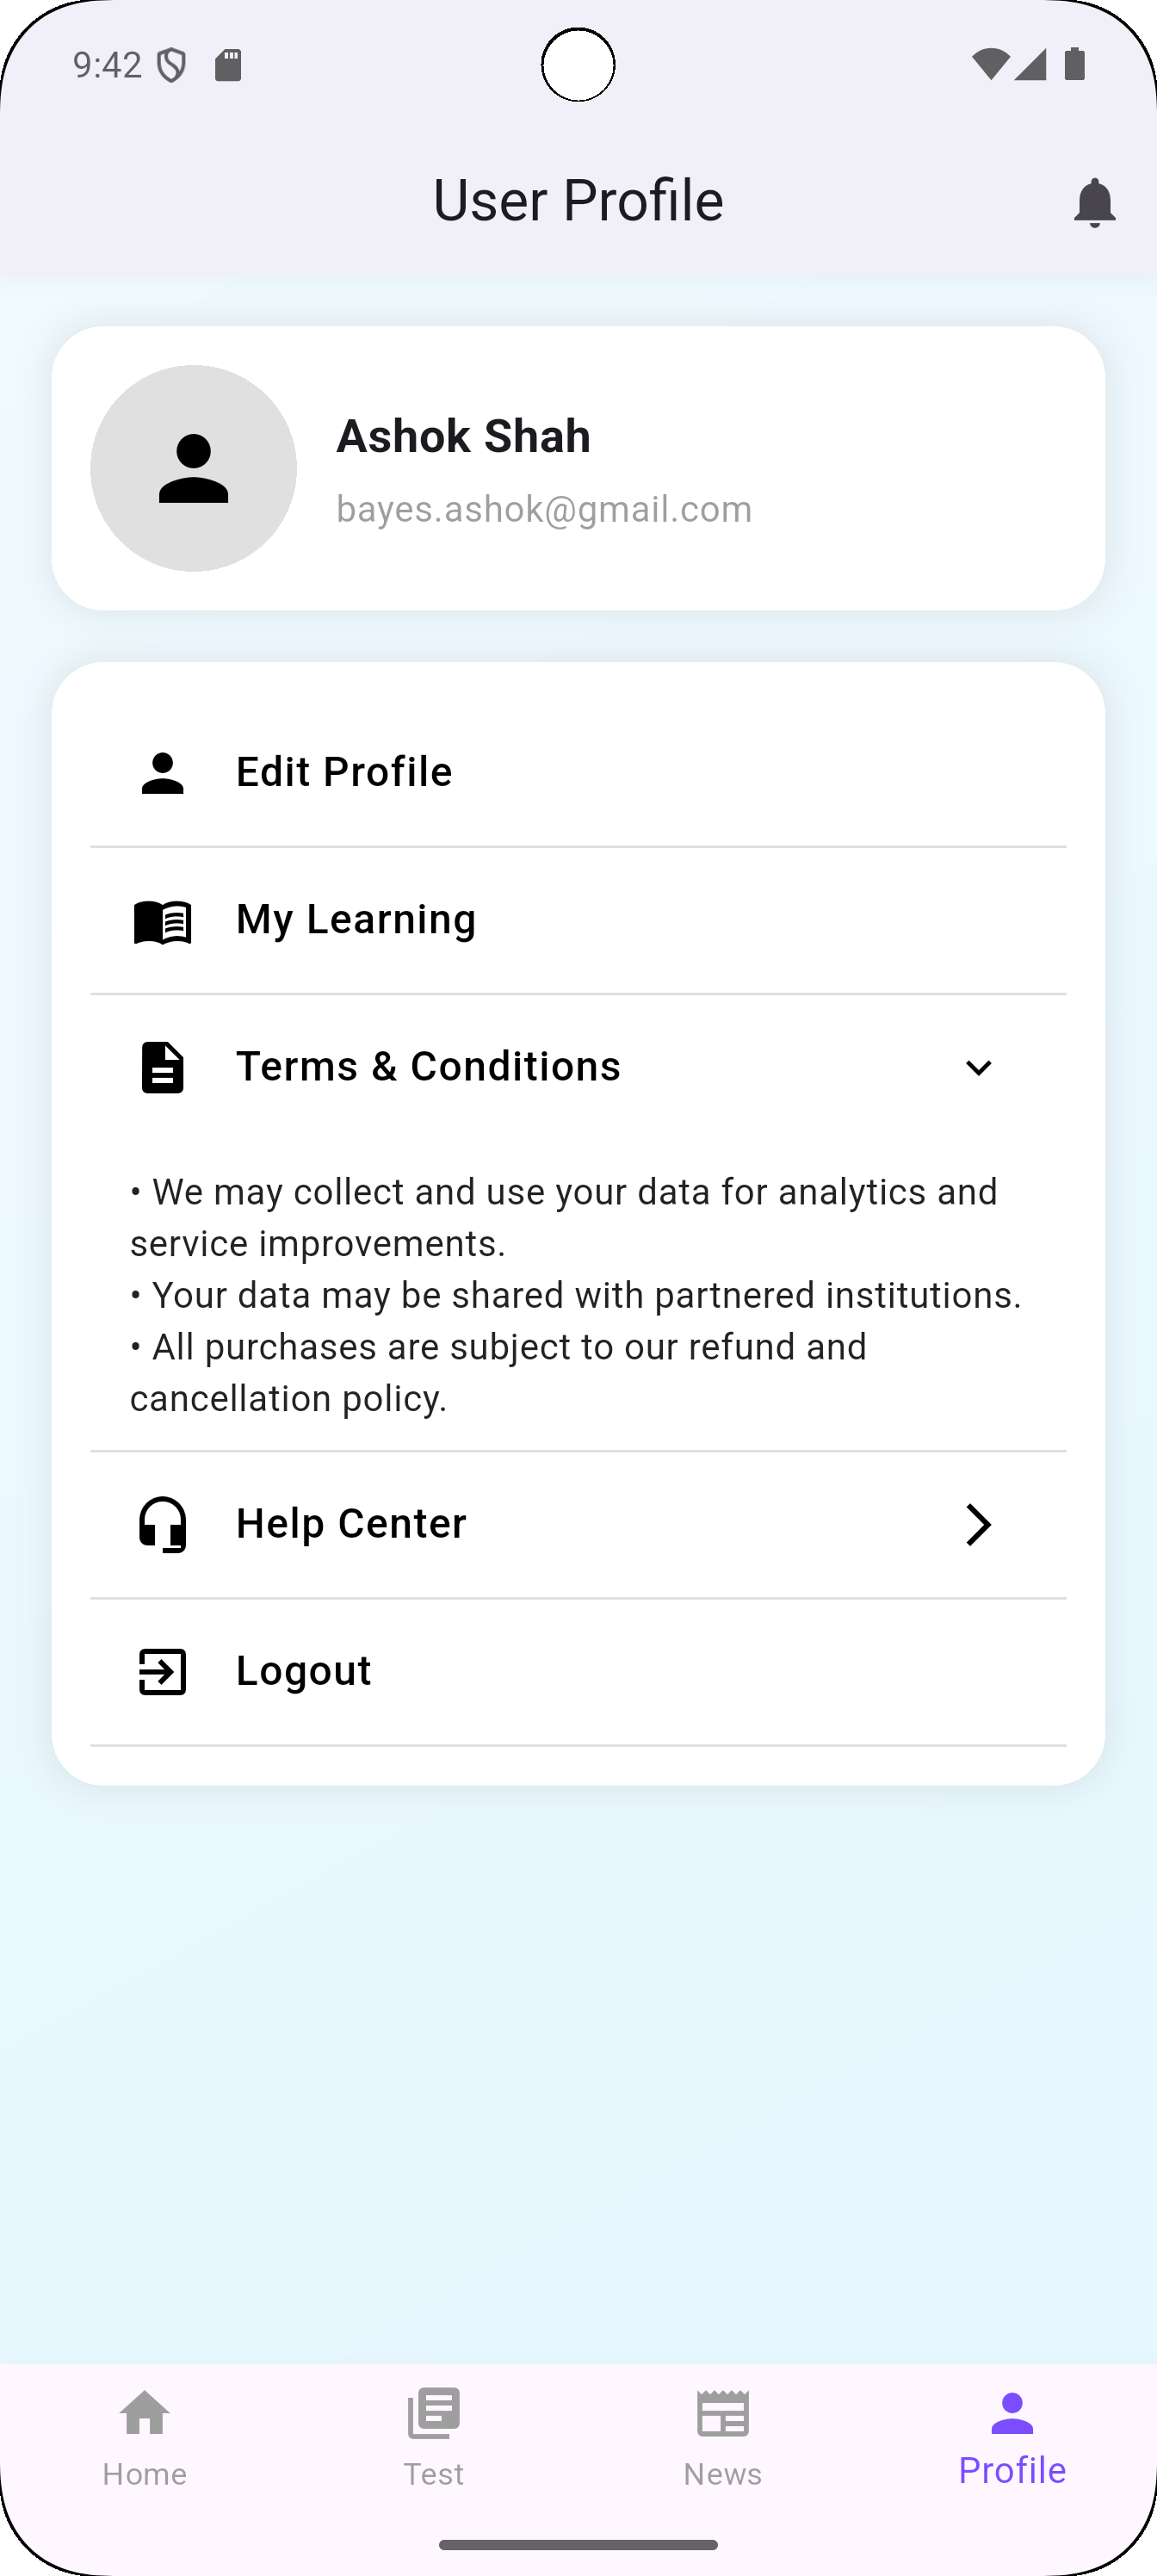 9:42
User Profile
Ashok Shah
bayes.ashok@gmail.com
Edit Profile
My Learning
Terms & Conditions
• We may collect and use your data for analytics and
service improvements.
• Your data may be shared with partnered institutions.
• All purchases are subject to our refund and
cancellation policy.
Help Center
Logout
Home
Test
News
Profile